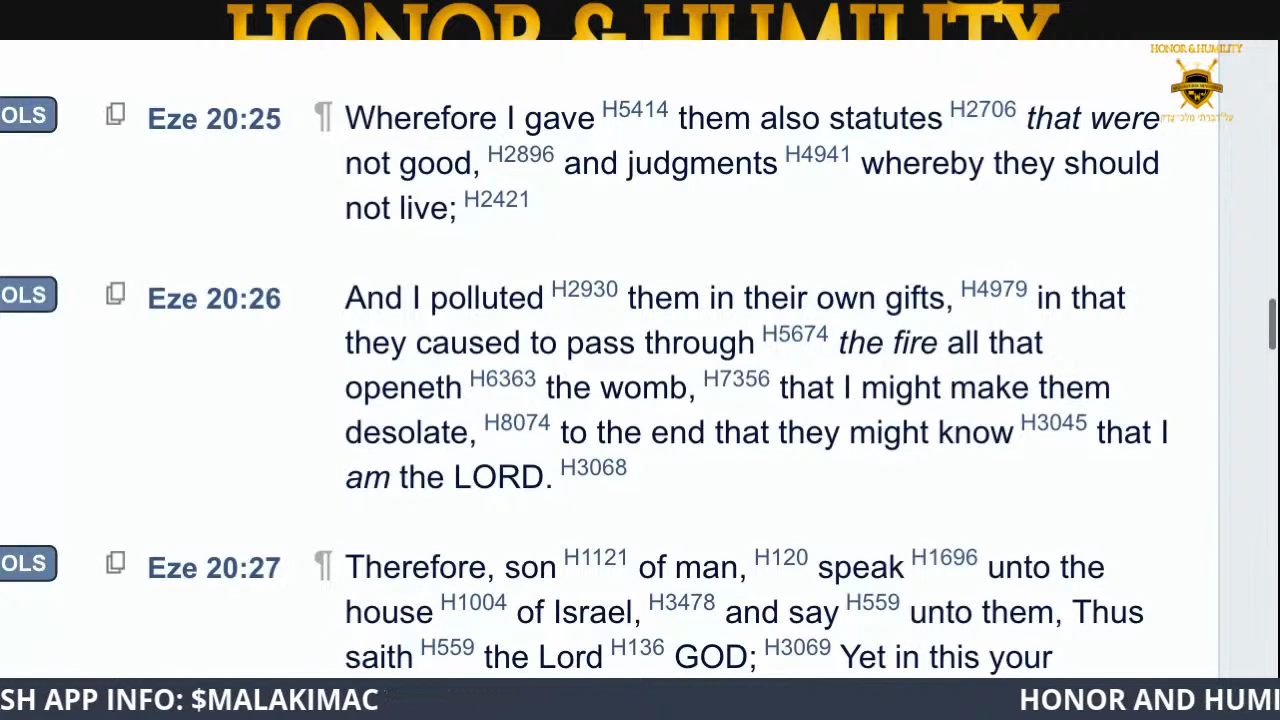 HONOR & HUMILITY
HONOR & HUMILITY
OLS Eze 20:25 ¶ Wherefore I gave H5414 them also statutes H2706 that were
not good, H2896 and judgments H4941 whereby they should
not live; H2421
OLS Eze 20:26 And I polluted H2930 them in their own gifts, H4979 in that
they caused to pass through H5674 the fire all that
openeth H6363 the womb, H7356 that I might make them
desolate, H8074 to the end that they might know H3045 that I
am the LORD. H3068
OLS Eze 20:27 ¶ Therefore, son H1121 of man, H120 speak H1696 unto the
house H1004 of Israel, H3478 and say H559 unto them, Thus
saith H559 the Lord H136 GOD; H3069 Yet in this your
SH APP INFO: $MALAKIMAC HONOR AND HUMI